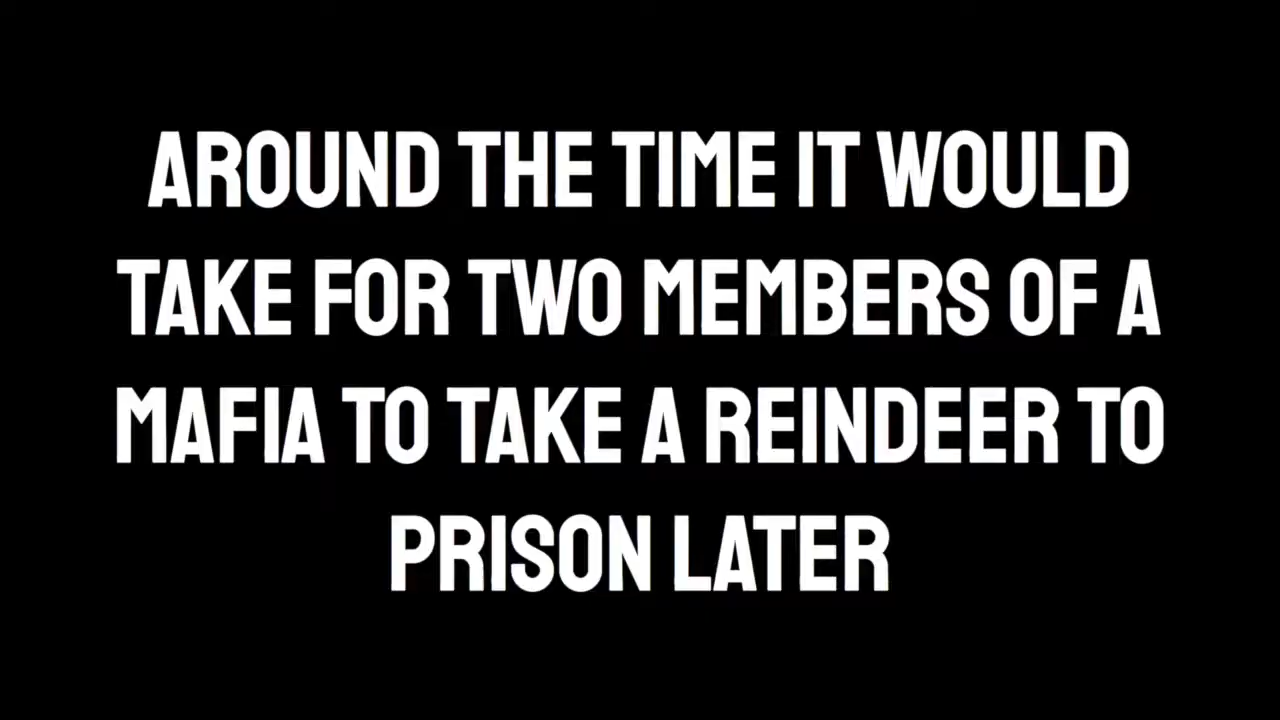 AROUND THE TIME IT WOULD
TAKE FOR TWO MEMBERS OF A
MAFIA TO TAKE A REINDEER TO
PRISON LATER